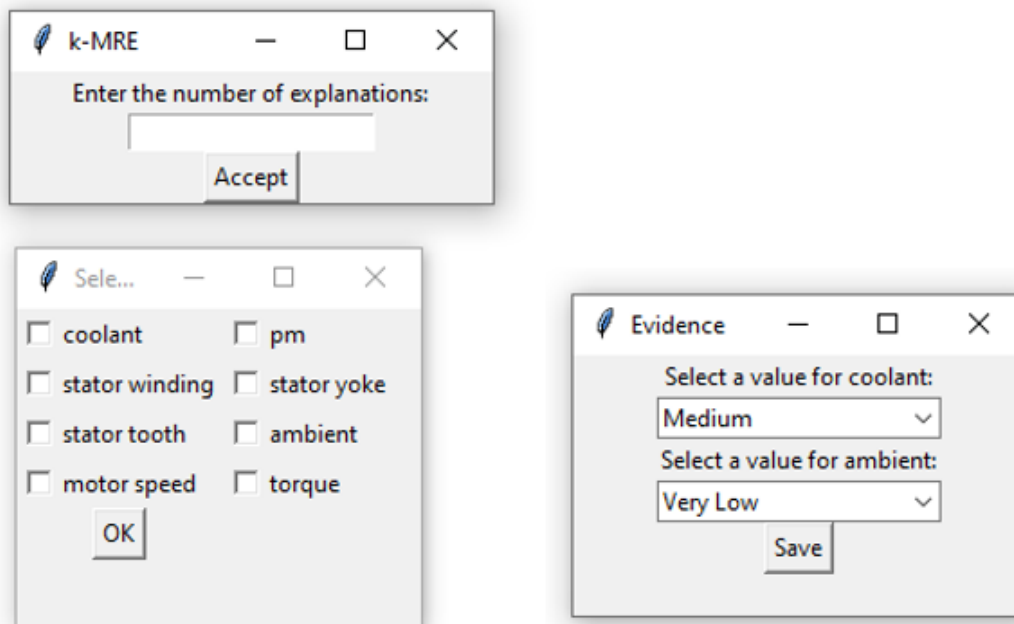 k-MRE
Enter the number of explanations:
Accept
Sele...
coolant pm
stator winding stator yoke
stator tooth ambient
motor speed torque
OK
Evidence
Select a value for coolant:
Medium
Select a value for ambient:
Very Low
Save